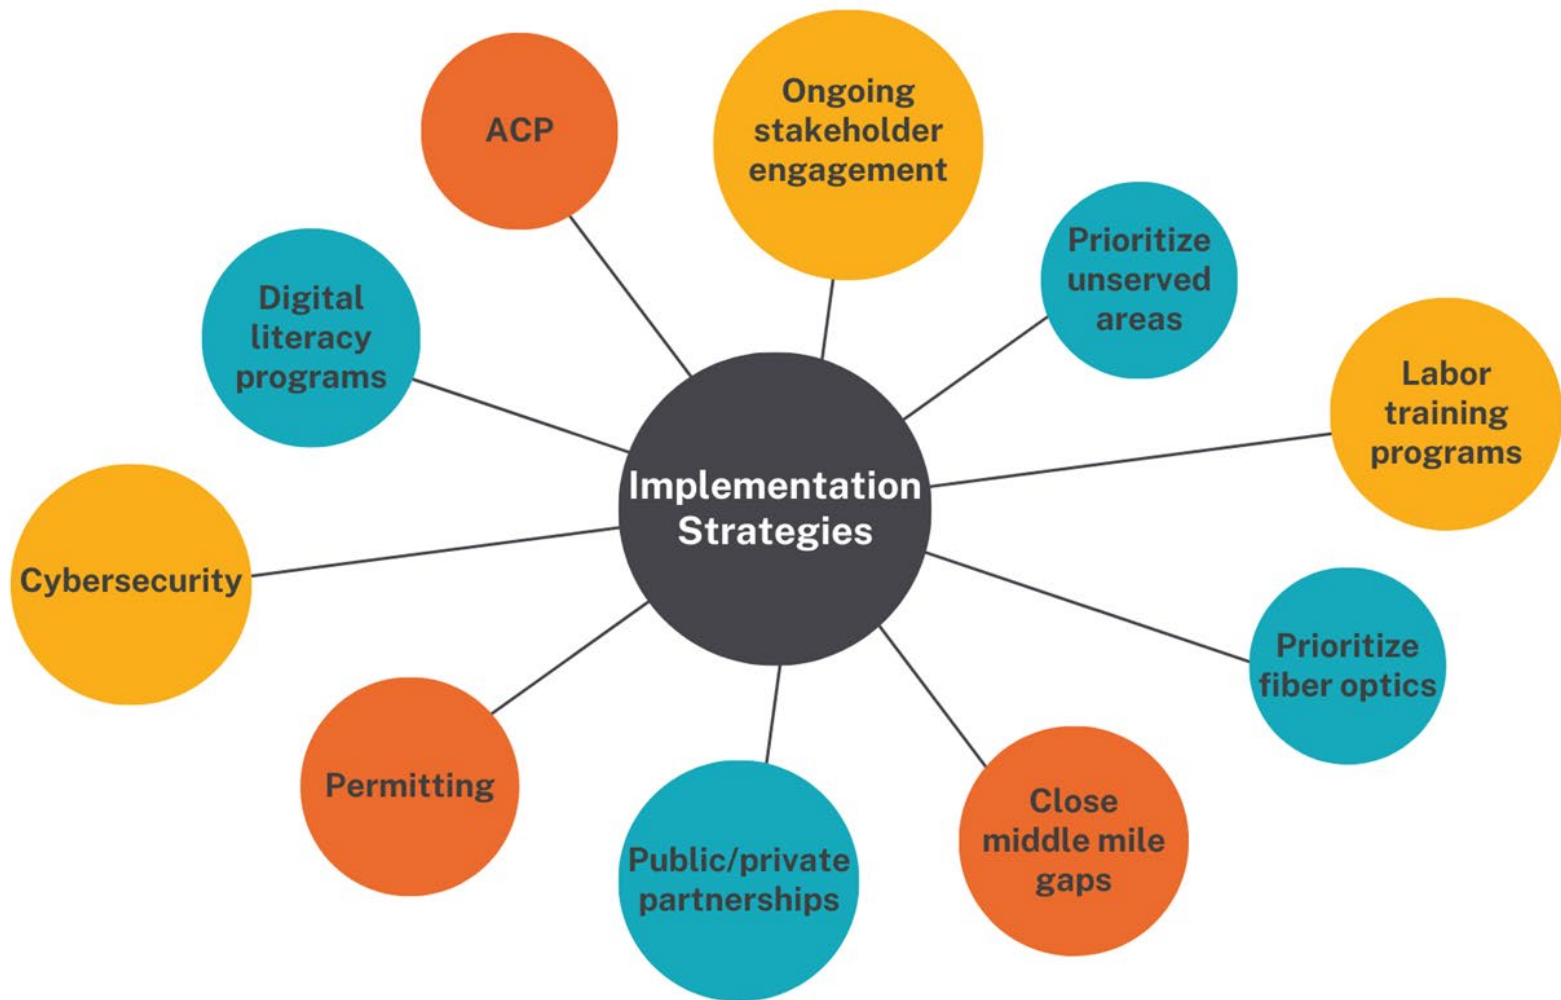 ACP
Ongoing
stakeholder
engagement
Prioritize
unserved
areas
Digital
literacy
programs
Labor
training
programs
Implementation
Strategies
Cybersecurity
Prioritize
fiber optics
Permitting
Close
middle mile
gaps
Public/private
partnerships